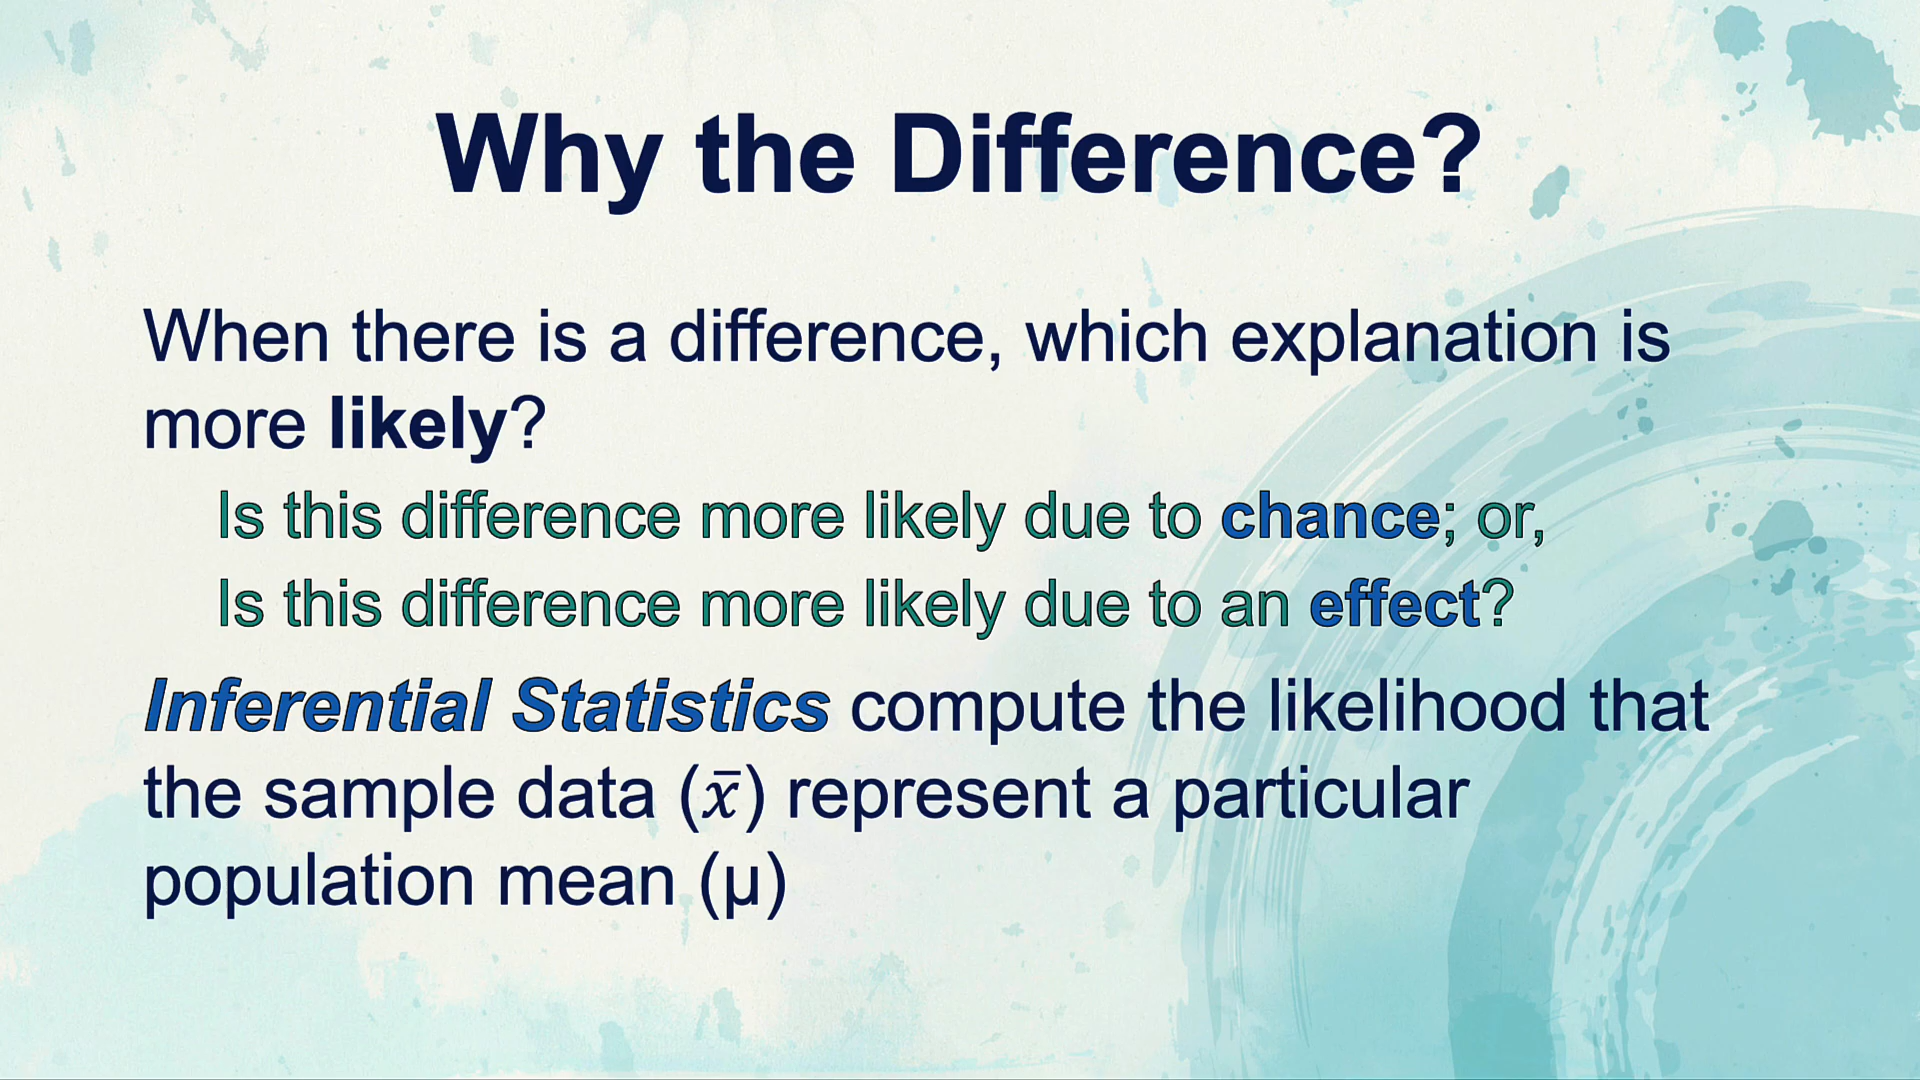 Why the Difference?
When there is a difference, which explanation is
more likely?
Is this difference more likely due to chance; or,
Is this difference more likely due to an effect?
Inferential Statistics compute the likelihood that
the sample data (x̄) represent a particular
population mean (μ)